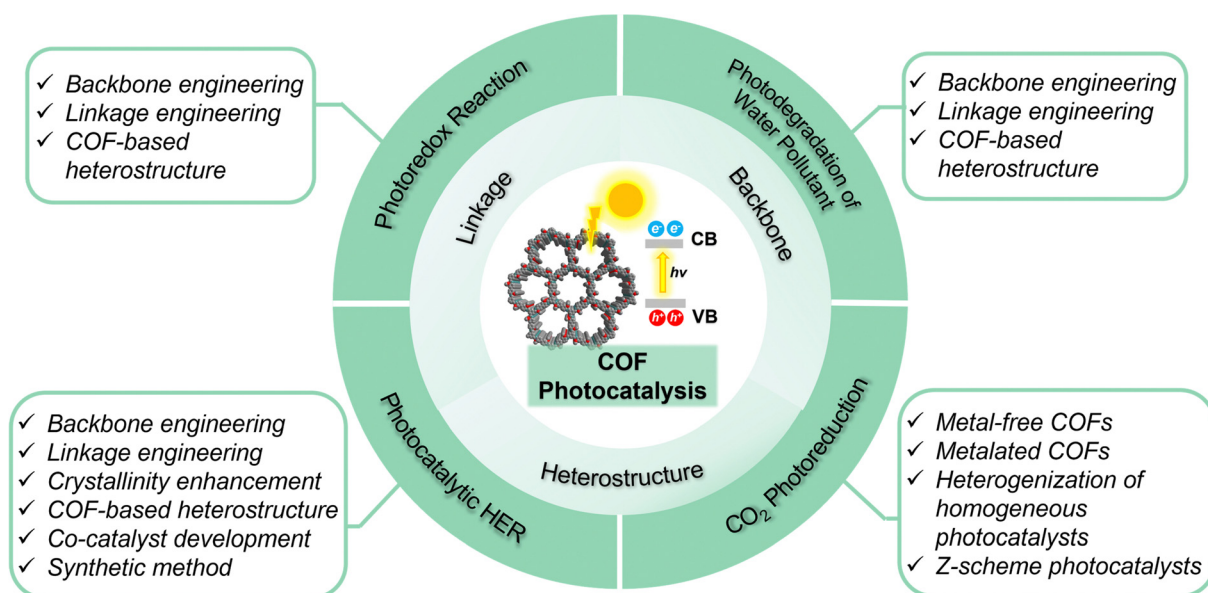 ✓ Backbone engineering
✓ Linkage engineering
✓ COF-based
heterostructure
Photoredox Reaction
Photodegradation of
Water Pollutant
✓ Backbone engineering
✓ Linkage engineering
✓ COF-based
heterostructure
Linkage
Backbone
e⁻ e⁻
CB
hv
h⁺ h⁺
VB
COF
Photocatalysis
Heterostructure
Photocatalytic HER
CO₂ Photoreduction
✓ Backbone engineering
✓ Linkage engineering
✓ Crystallinity enhancement
✓ COF-based heterostructure
✓ Co-catalyst development
✓ Synthetic method
✓ Metal-free COFs
✓ Metalated COFs
✓ Heterogenization of
homogeneous
photocatalysts
✓ Z-scheme photocatalysts